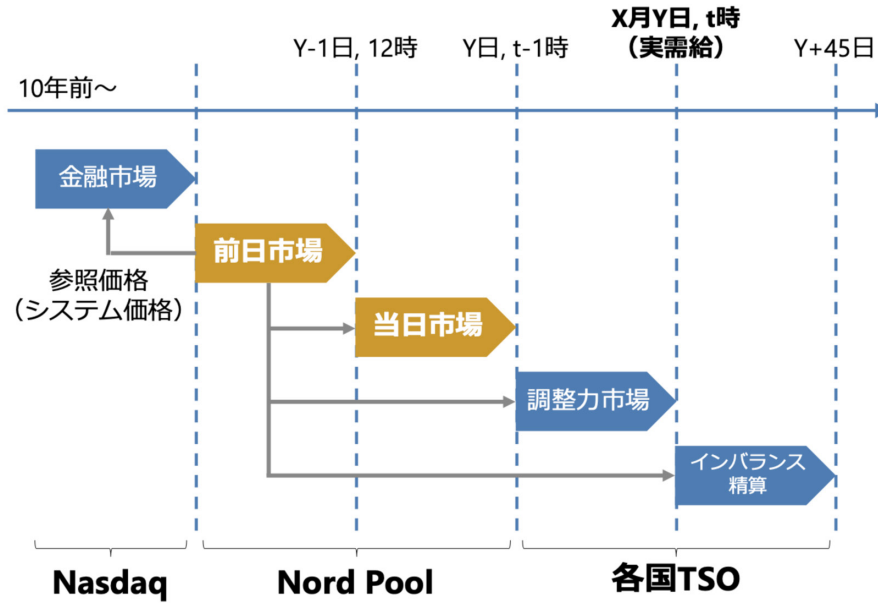 X月Y日, t時
(実需給)
Y-1日, 12時
Y日, t-1時
Y+45日
10年前～
金融市場
前日市場
参照価格
(システム価格)
当日市場
調整力市場
インバランス
精算
Nasdaq
Nord Pool
各国TSO